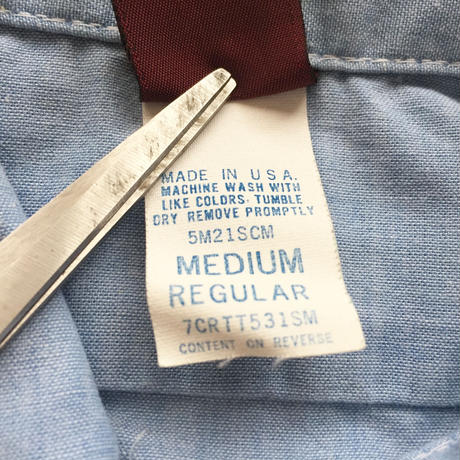 MADE IN U.S.A.
MACHINE WASH WITH
LIKE COLORS, TUMBLE
DRY REMOVE PROMPTLY
5M21SCM
MEDIUM
REGULAR
7CRTT531SM
CONTENT ON REVERSE